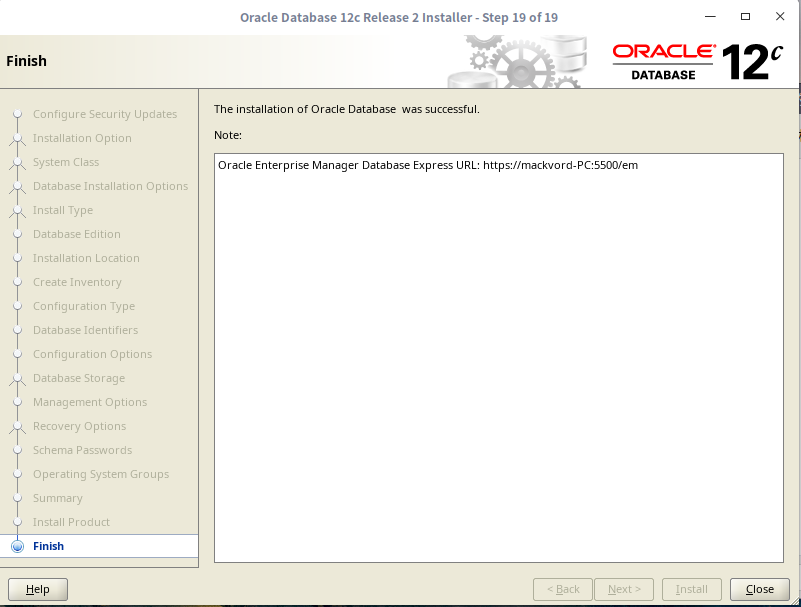 Oracle Database 12c Release 2 Installer - Step 19 of 19
Finish
ORACLE
DATABASE
12c
Configure Security Updates
Installation Option
System Class
Database Installation Options
Install Type
Database Edition
Installation Location
Create Inventory
Configuration Type
Database Identifiers
Configuration Options
Database Storage
Management Options
Recovery Options
Schema Passwords
Operating System Groups
Summary
Install Product
Finish
The installation of Oracle Database  was successful.
Note:
Oracle Enterprise Manager Database Express URL: https://mackvord-PC:5500/em
Help
< Back
Next >
Install
Close